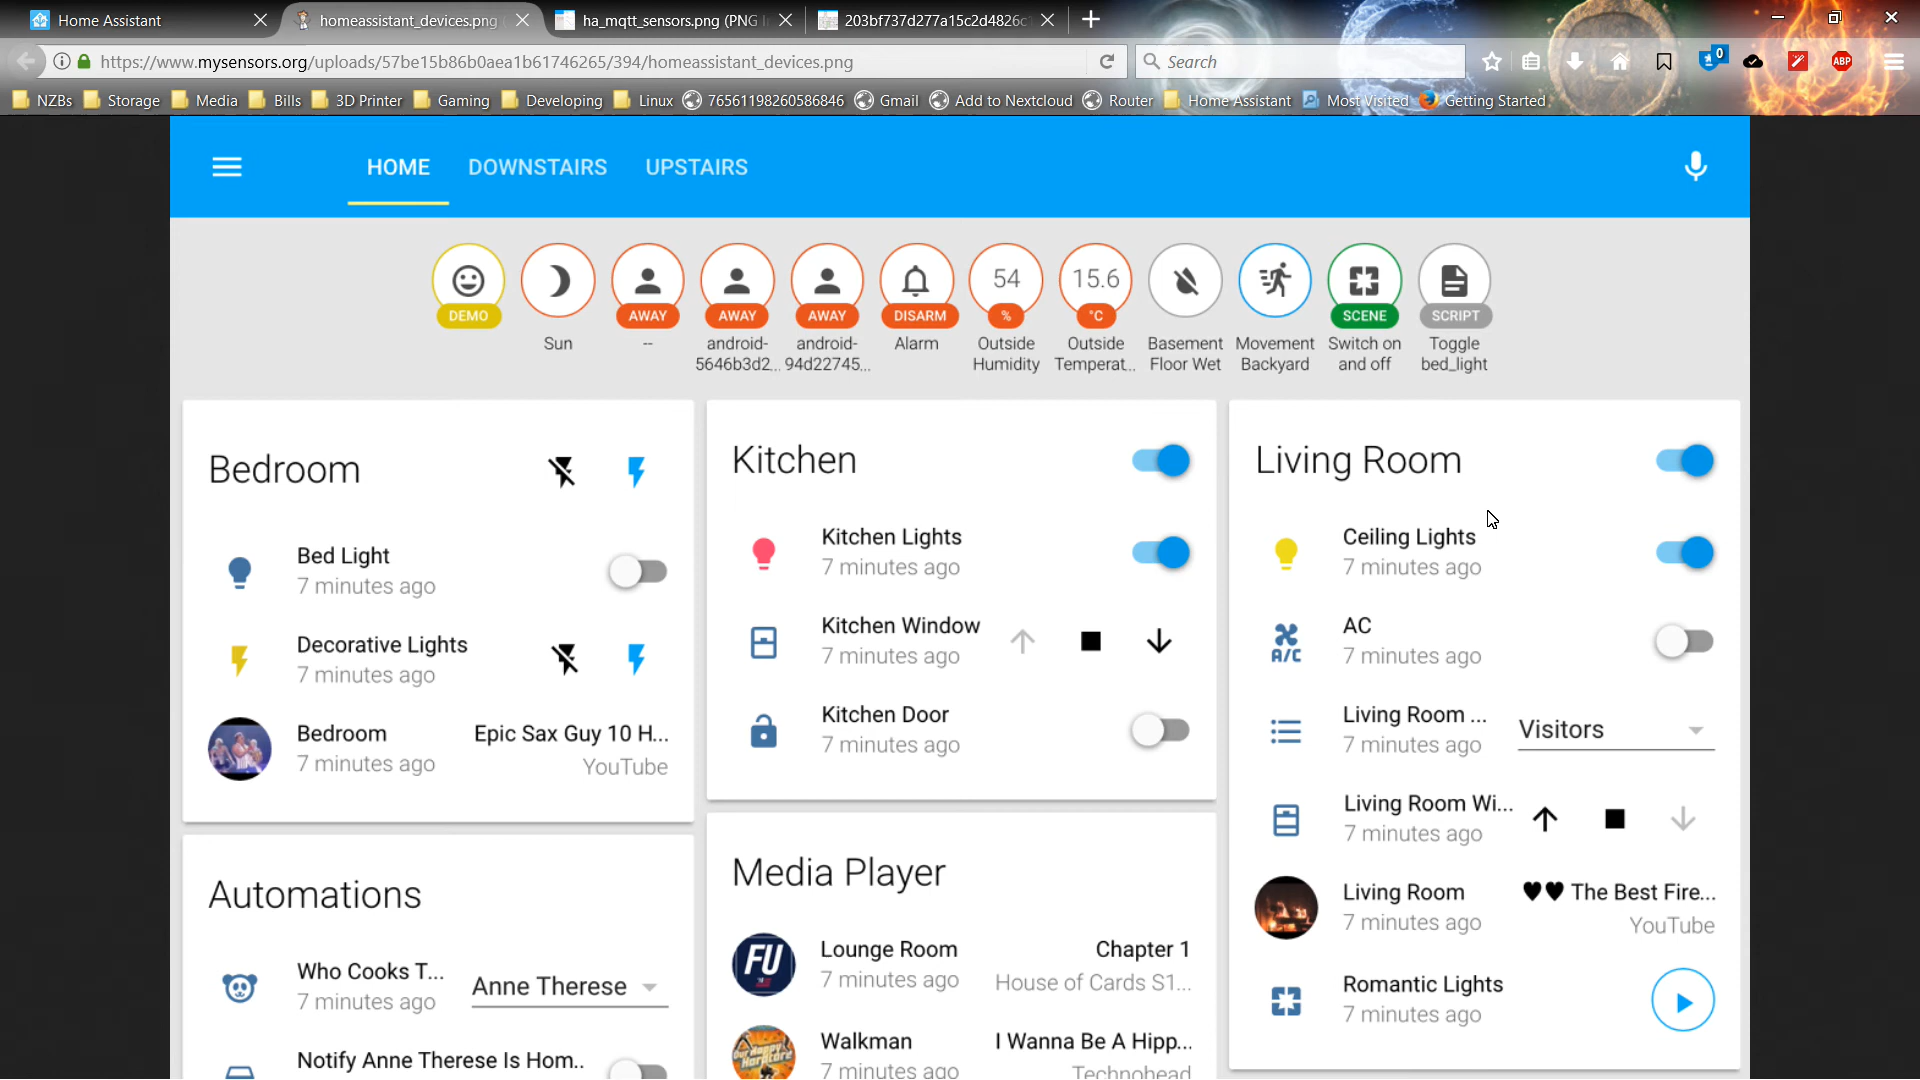 Home Assistant
homeassistant_devices.png
ha_mqtt_sensors.png (PNG I
203bf737d277a15c2d4826c
https://www.mysensors.org/uploads/57be15b86b0aea1b61746265/394/homeassistant_devices.png
Search
0
ABP
NZBs
Storage
Media
Bills
3D Printer
Gaming
Developing
Linux
76561198260586846
Gmail
Add to Nextcloud
Router
Home Assistant
Most Visited
Getting Started
HOME
DOWNSTAIRS
UPSTAIRS
DEMO
Sun
AWAY
--
AWAY
android-
5646b3d2...
AWAY
android-
94d22745...
DISARM
Alarm
54
%
Outside
Humidity
15.6
°C
Outside
Temperat...
Basement
Floor Wet
Movement
Backyard
SCENE
Switch on
and off
SCRIPT
Toggle
bed_light
Bedroom
Bed Light
7 minutes ago
Decorative Lights
7 minutes ago
Bedroom
7 minutes ago
Epic Sax Guy 10 H...
YouTube
Automations
Who Cooks T...
7 minutes ago
Anne Therese
Notify Anne Therese Is Hom..
Kitchen
Kitchen Lights
7 minutes ago
Kitchen Window
7 minutes ago
Kitchen Door
7 minutes ago
Media Player
FU
Lounge Room
7 minutes ago
Chapter 1
House of Cards S1...
Our Happy
Hardcore
Walkman
7 minutes ago
I Wanna Be A Hipp...
Technohead
Living Room
Ceiling Lights
7 minutes ago
A/C
AC
7 minutes ago
Living Room ...
7 minutes ago
Visitors
Living Room Wi...
7 minutes ago
Living Room
7 minutes ago
♥♥ The Best Fire...
YouTube
Romantic Lights
7 minutes ago